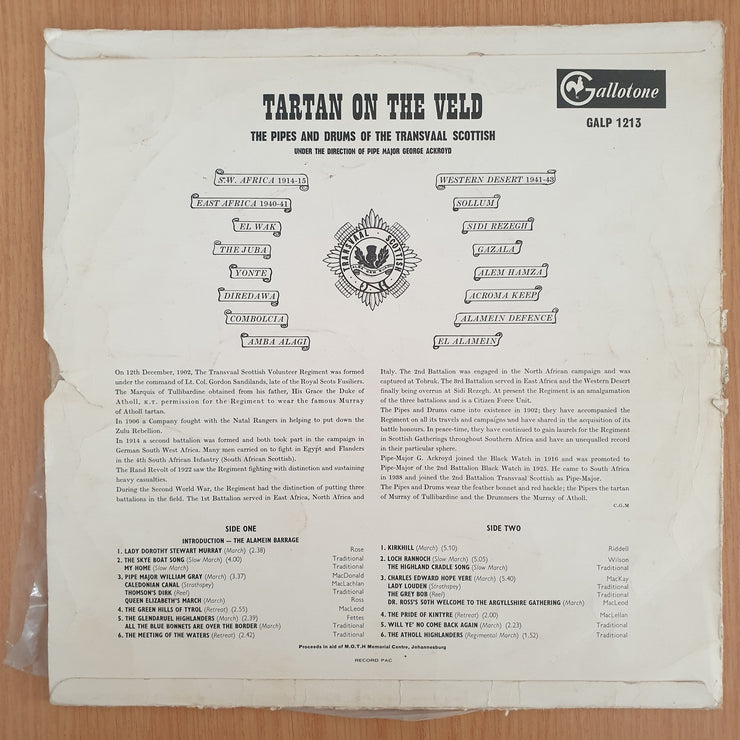 TARTAN ON THE VELD
THE PIPES AND DRUMS OF THE TRANSVAAL SCOTTISH
UNDER THE DIRECTION OF PIPE MAJOR GEORGE ACKROYD
Gallotone
GALP 1213
S.W. AFRICA 1914-15
EAST AFRICA 1940-41
EL WAK
THE JUBA
YONTE
DIREDAWA
COMBOLCIA
AMBA ALAGI
TRANSVAAL · SCOTTISH
WESTERN DESERT 1941-43
SOLLUM
SIDI REZEGH
GAZALA
ALEM HAMZA
ACROMA KEEP
ALAMEIN DEFENCE
EL ALAMEIN
On 12th December, 1902, The Transvaal Scottish Volunteer Regiment was formed
under the command of Lt. Col. Gordon Sandilands, late of the Royal Scots Fusiliers.
The Marquis of Tullibardine obtained from his father, His Grace the Duke of
Atholl, K.T. permission for the Regiment to wear the famous Murray
of Atholl tartan.
In 1906 a Company fought with the Natal Rangers in helping to put down the
Zulu Rebellion.
In 1914 a second battalion was formed and both took part in the campaign in
German South West Africa. Many men carried on to fight in Egypt and Flanders
in the 4th South African Infantry (South African Scottish).
The Rand Revolt of 1922 saw the Regiment fighting with distinction and sustaining
heavy casualties.
During the Second World War, the Regiment had the distinction of putting three
battalions in the field. The 1st Battalion served in East Africa, North Africa and
Italy. The 2nd Battalion was engaged in the North African campaign and was
captured at Tobruk. The 3rd Battalion served in East Africa and the Western Desert
finally being overrun at Sidi Rezegh. At present the Regiment is an amalgamation
of the three battalions and is a Citizen Force Unit.
The Pipes and Drums came into existence in 1902; they have accompanied the
Regiment on all its travels and campaigns and have shared in the acquisition of its
battle honours. In peace-time, they have continued to gain laurels for the Regiment
in Scottish Gatherings throughout Southern Africa and have an unequalled record
in their particular sphere.
Pipe-Major G. Ackroyd joined the Black Watch in 1916 and was promoted to
Pipe-Major of the 2nd Battalion Black Watch in 1925. He came to South Africa
in 1938 and joined the 2nd Battalion Transvaal Scottish as Pipe-Major.
The Pipes and Drums wear the feather bonnet and red hackle; the Pipers the tartan
of Murray of Tullibardine and the Drummers the Murray of Atholl.
C.G.M
SIDE ONE
INTRODUCTION — THE ALAMEIN BARRAGE
1. LADY DOROTHY STEWART MURRAY (March) (2.38) Rose
2. THE SKYE BOAT SONG (Slow March) (4.00) Traditional
MY HOME (Slow March) Traditional
3. PIPE MAJOR WILLIAM GRAY (March) (3.37) MacDonald
CALEDONIAN CANAL (Strathspey) MacLachlan
THOMSON'S DIRK (Reel) Traditional
QUEEN ELIZABETH'S MARCH (March) Ross
4. THE GREEN HILLS OF TYROL (Retreat) (2.55) MacLeod
5. THE GLENDARUEL HIGHLANDERS (March) (2.39) Fettes
ALL THE BLUE BONNETS ARE OVER THE BORDER (March) Traditional
6. THE MEETING OF THE WATERS (Retreat) (2.42) Traditional
SIDE TWO
1. KIRKHILL (March) (5.10) Riddell
2. LOCH RANNOCH (Slow March) (5.05) Wilson
THE HIGHLAND CRADLE SONG (Slow March) Traditional
3. CHARLES EDWARD HOPE VERE (March) (5.40) MacKay
LADY LOUDEN (Strathspey) Traditional
THE GREY BOB (Reel) Traditional
DR. ROSS'S 50TH WELCOME TO THE ARGYLLSHIRE GATHERING (March) MacLeod
4. THE PRIDE OF KINTYRE (Retreat) (2.00) MacLellan
5. WILL YE' NO COME BACK AGAIN (March) (2.23) Traditional
6. THE ATHOLL HIGHLANDERS (Regimental March) (1.52) Traditional
Proceeds in aid of M.O.T.H Memorial Centre, Johannesburg
RECORD PAC